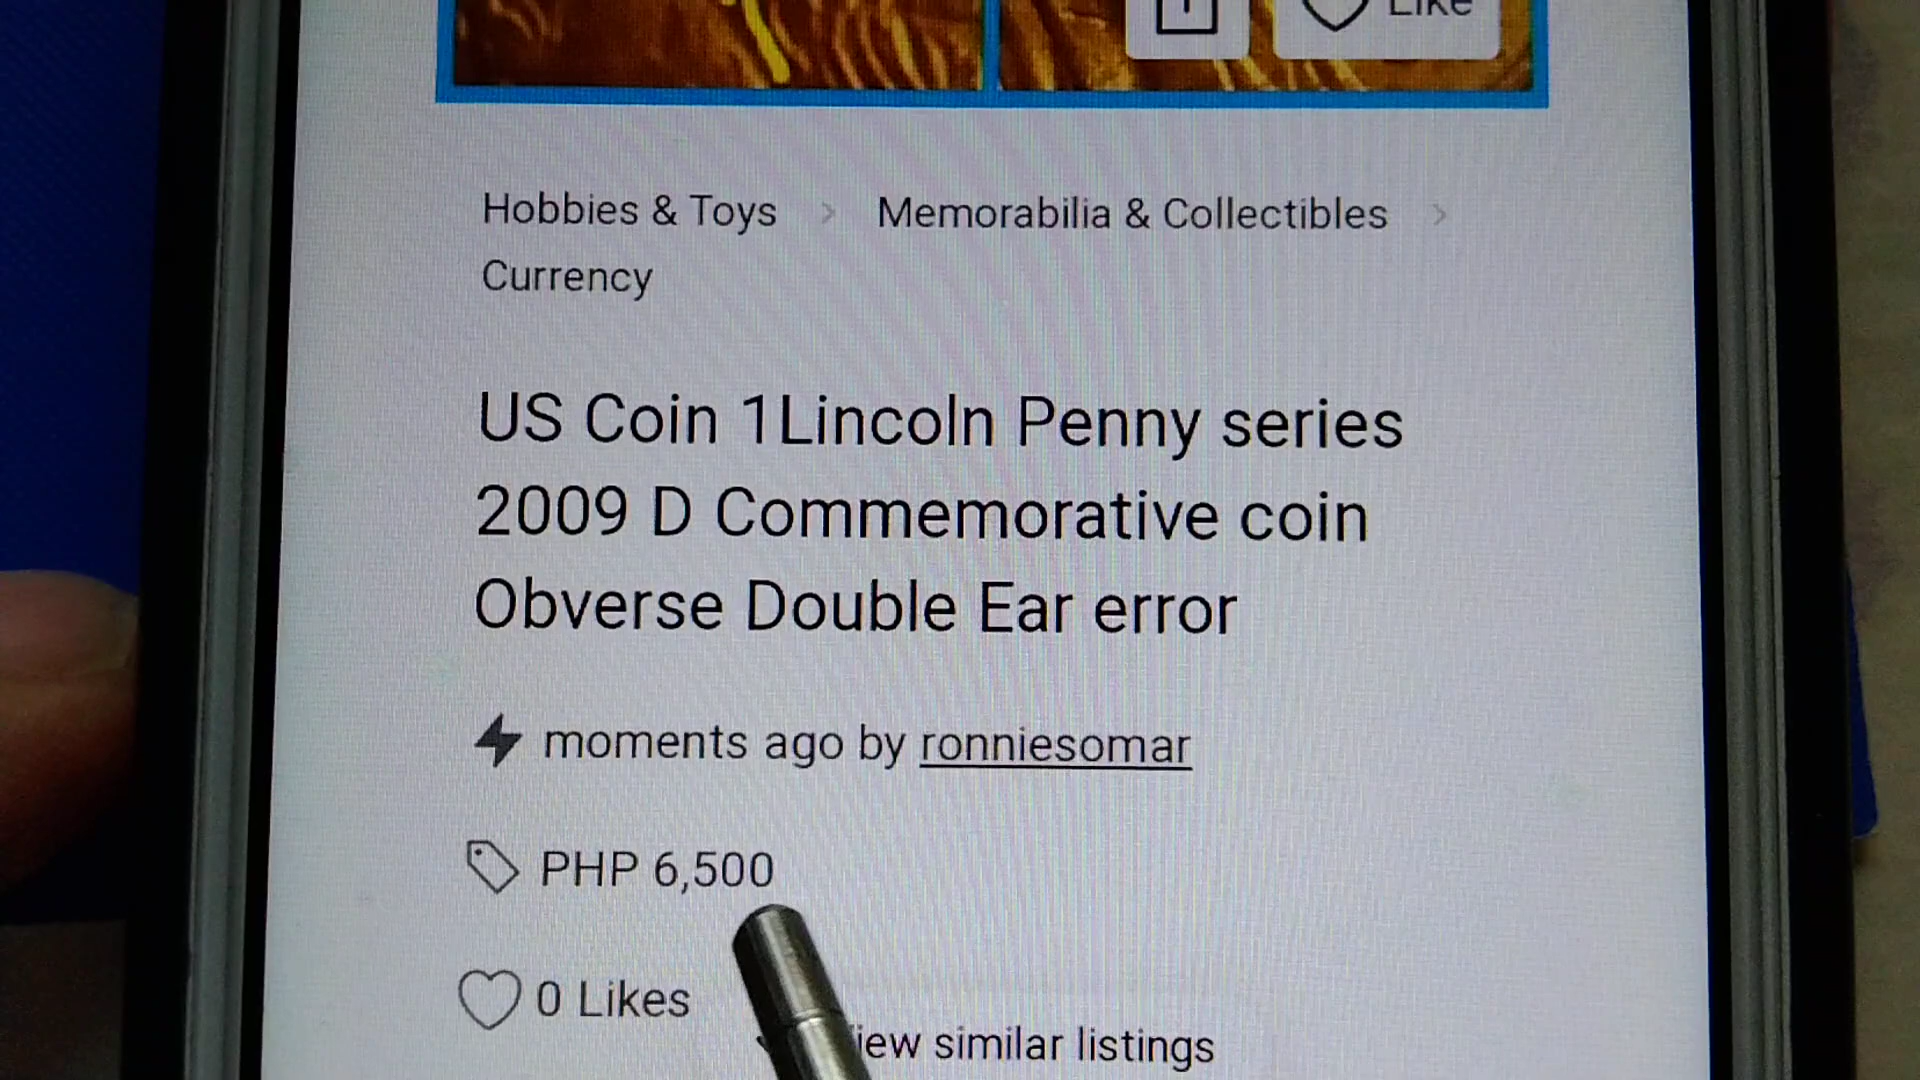 Like
Hobbies & Toys > Memorabilia & Collectibles >
Currency
US Coin 1Lincoln Penny series
2009 D Commemorative coin
Obverse Double Ear error
moments ago by ronniesomar
PHP 6,500
0 Likes
iew similar listings